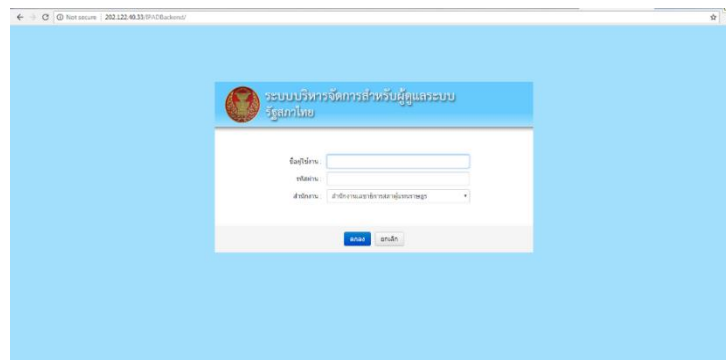 Not secure | 202.122.40.33/IPADBackend/
ระบบบริหารจัดการสำหรับผู้ดูแลระบบ
รัฐสภาไทย
ชื่อผู้ใช้งาน :
รหัสผ่าน :
สำนักงาน : สำนักงานเลขาธิการสภาผู้แทนราษฎร
ตกลง ยกเลิก